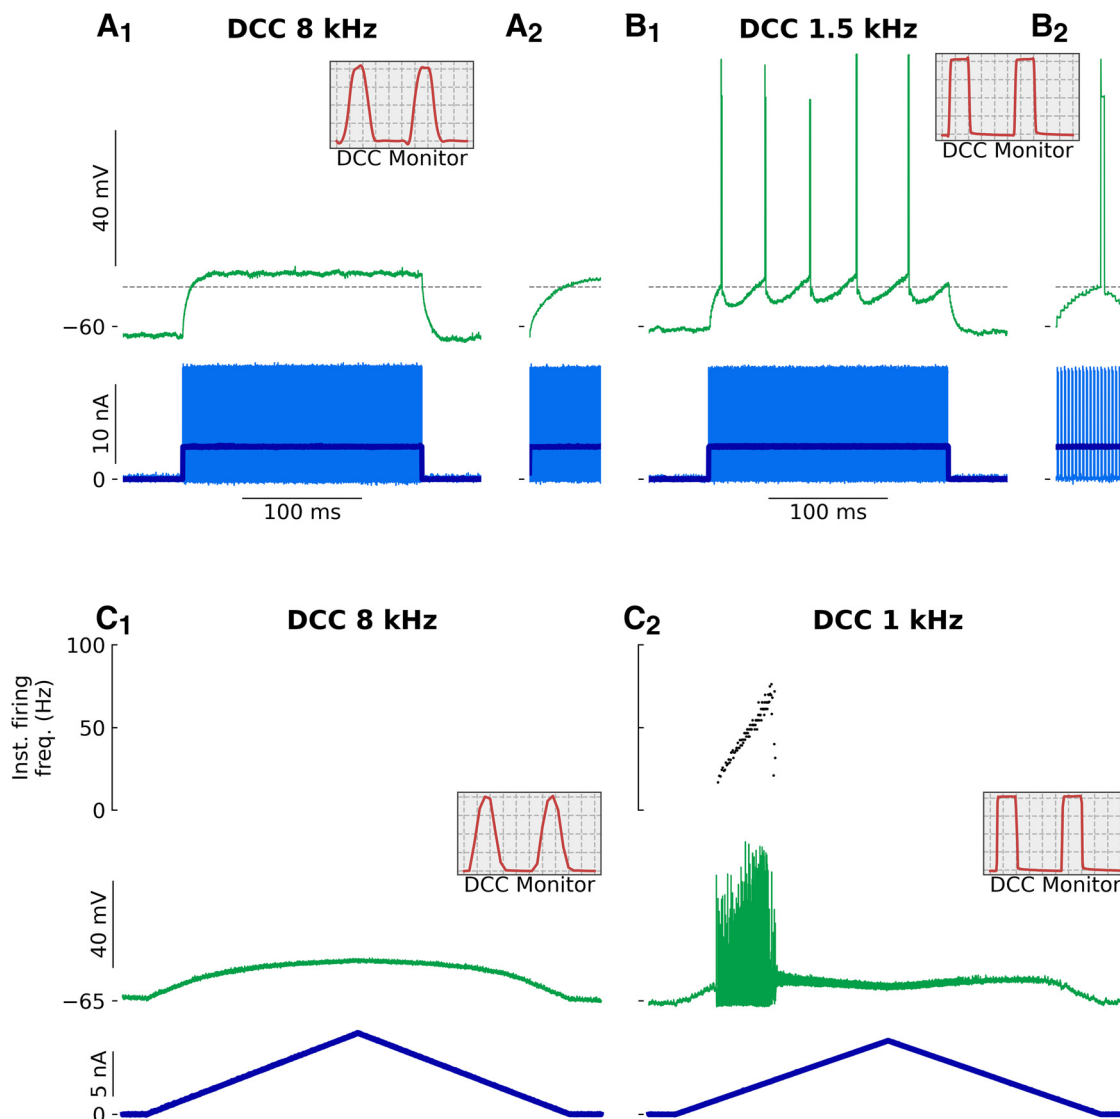 A1 DCC 8 kHz A2 B1 DCC 1.5 kHz B2
DCC Monitor DCC Monitor
40 mV
−60
10 nA
0
100 ms 100 ms
C1 DCC 8 kHz C2 DCC 1 kHz
100
Inst. firing
freq. (Hz)
50
0
DCC Monitor DCC Monitor
40 mV
−65
5 nA
0